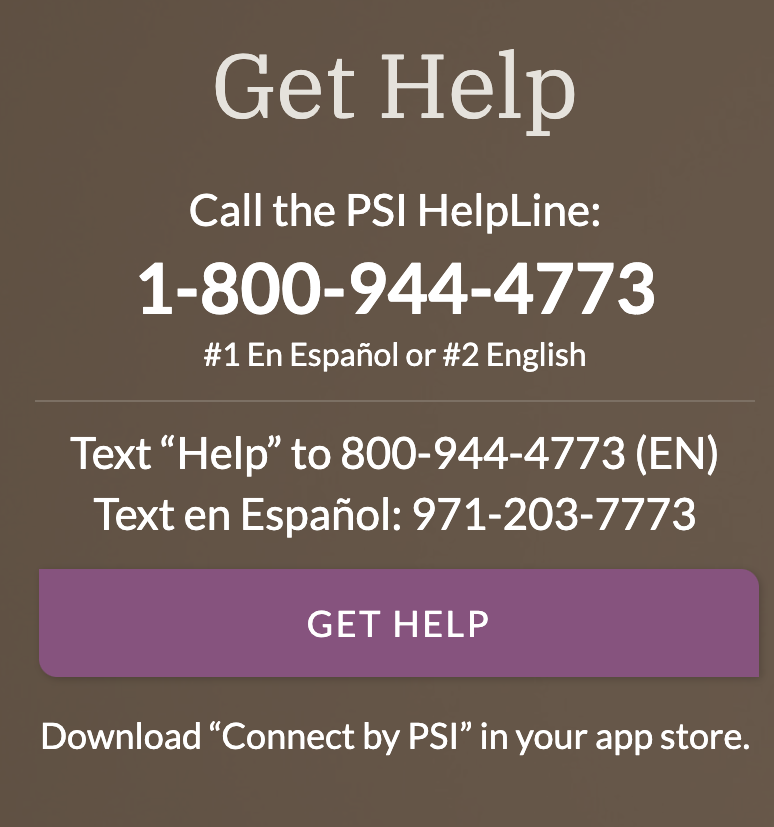 Get Help
Call the PSI HelpLine:
1-800-944-4773
#1 En Español or #2 English
Text “Help” to 800-944-4773 (EN)
Text en Español: 971-203-7773
GET HELP
Download “Connect by PSI” in your app store.